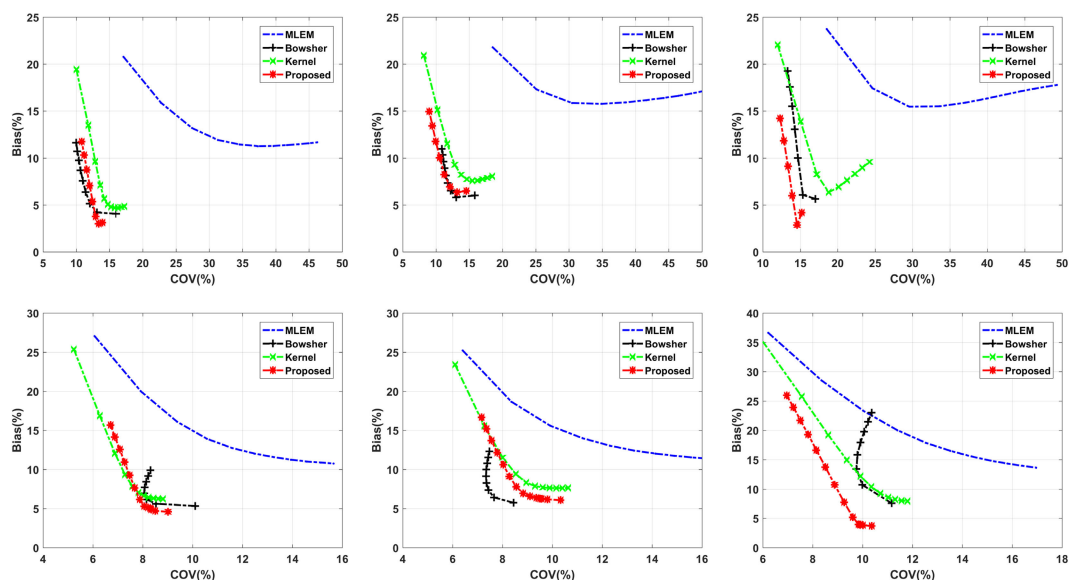 25
20
15
10
5
0
Bias(%)
5 10 15 20 25 30 35 40 45 50
COV(%)
MLEM
Bowsher
Kernel
Proposed
25
20
15
10
5
0
Bias(%)
5 10 15 20 25 30 35 40 45 50
COV(%)
MLEM
Bowsher
Kernel
Proposed
25
20
15
10
5
0
Bias(%)
10 15 20 25 30 35 40 45 50
COV(%)
MLEM
Bowsher
Kernel
Proposed
30
25
20
15
10
5
0
Bias(%)
4 6 8 10 12 14 16
COV(%)
MLEM
Bowsher
Kernel
Proposed
30
25
20
15
10
5
0
Bias(%)
4 6 8 10 12 14 16
COV(%)
MLEM
Bowsher
Kernel
Proposed
40
35
30
25
20
15
10
5
0
Bias(%)
6 8 10 12 14 16 18
COV(%)
MLEM
Bowsher
Kernel
Proposed